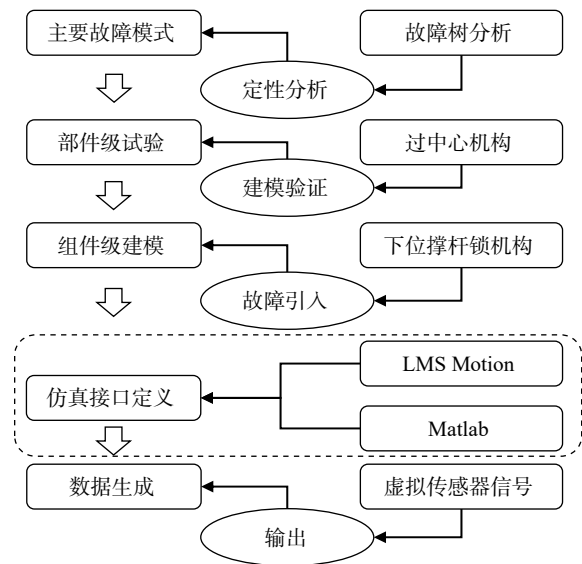 主要故障模式
故障树分析
定性分析
部件级试验
过中心机构
建模验证
组件级建模
下位撑杆锁机构
故障引入
LMS Motion
仿真接口定义
Matlab
数据生成
虚拟传感器信号
输出